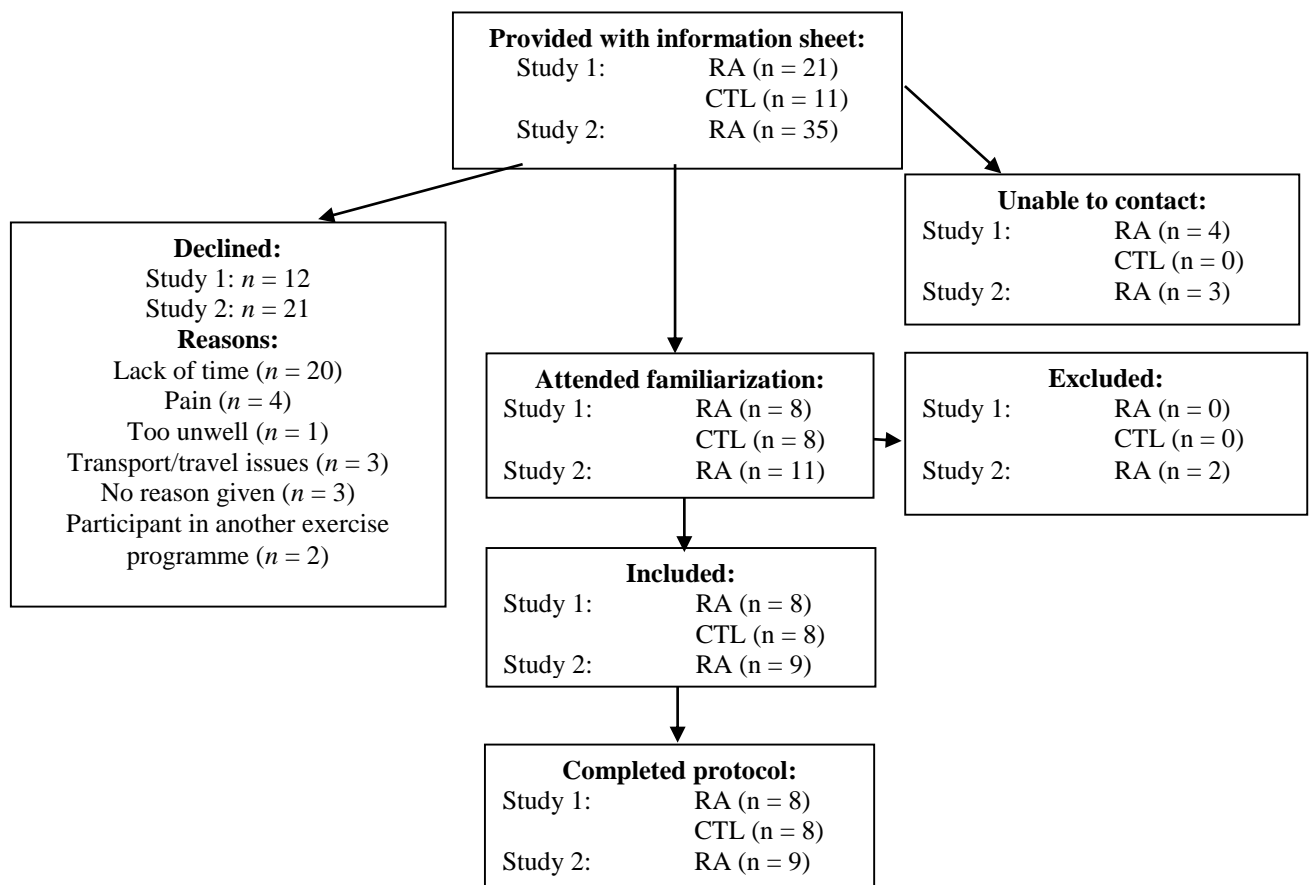 Provided with information sheet:
Study 1: RA (n = 21)
CTL (n = 11)
Study 2: RA (n = 35)
Unable to contact:
Study 1: RA (n = 4)
CTL (n = 0)
Study 2: RA (n = 3)
Declined:
Study 1: n = 12
Study 2: n = 21
Reasons:
Lack of time (n = 20)
Pain (n = 4)
Too unwell (n = 1)
Transport/travel issues (n = 3)
No reason given (n = 3)
Participant in another exercise
programme (n = 2)
Attended familiarization:
Study 1: RA (n = 8)
CTL (n = 8)
Study 2: RA (n = 11)
Excluded:
Study 1: RA (n = 0)
CTL (n = 0)
Study 2: RA (n = 2)
Included:
Study 1: RA (n = 8)
CTL (n = 8)
Study 2: RA (n = 9)
Completed protocol:
Study 1: RA (n = 8)
CTL (n = 8)
Study 2: RA (n = 9)